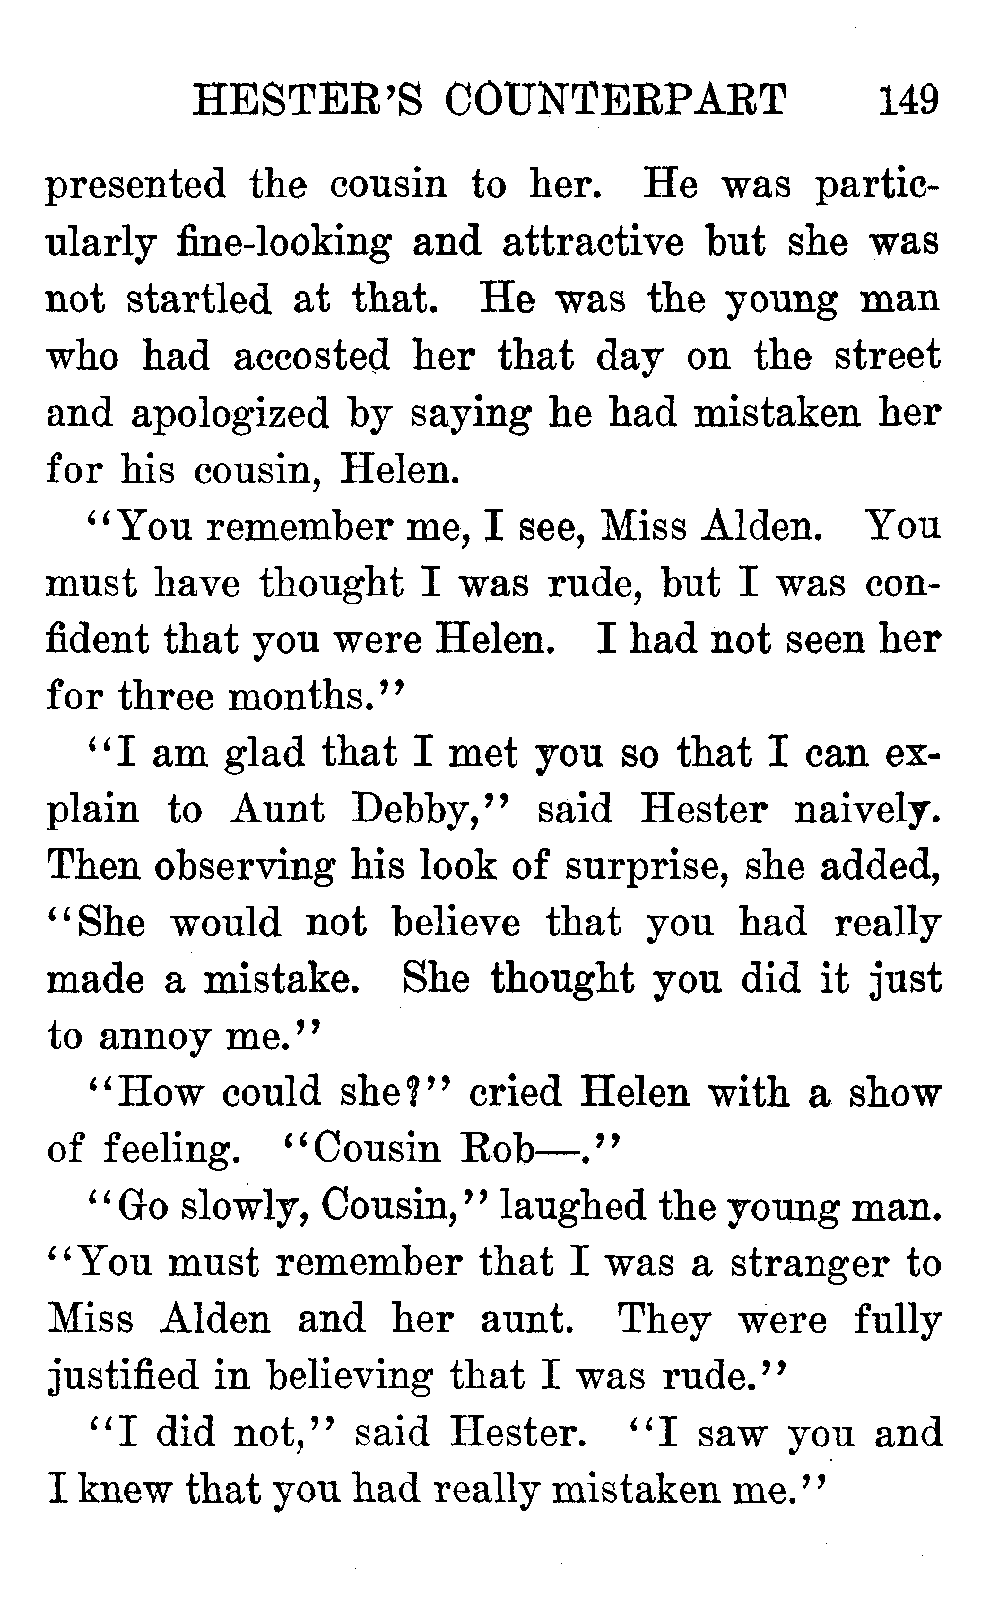 HESTER'S COUNTERPART 149
presented the cousin to her. He was partic-
ularly fine-looking and attractive but she was
not startled at that. He was the young man
who had accosted her that day on the street
and apologized by saying he had mistaken her
for his cousin, Helen.
"You remember me, I see, Miss Alden. You
must have thought I was rude, but I was con-
fident that you were Helen. I had not seen her
for three months."
"I am glad that I met you so that I can ex-
plain to Aunt Debby," said Hester naively.
Then observing his look of surprise, she added,
"She would not believe that you had really
made a mistake. She thought you did it just
to annoy me."
"How could she?" cried Helen with a show
of feeling. "Cousin Rob—."
"Go slowly, Cousin," laughed the young man.
"You must remember that I was a stranger to
Miss Alden and her aunt. They were fully
justified in believing that I was rude."
"I did not," said Hester. "I saw you and
I knew that you had really mistaken me."